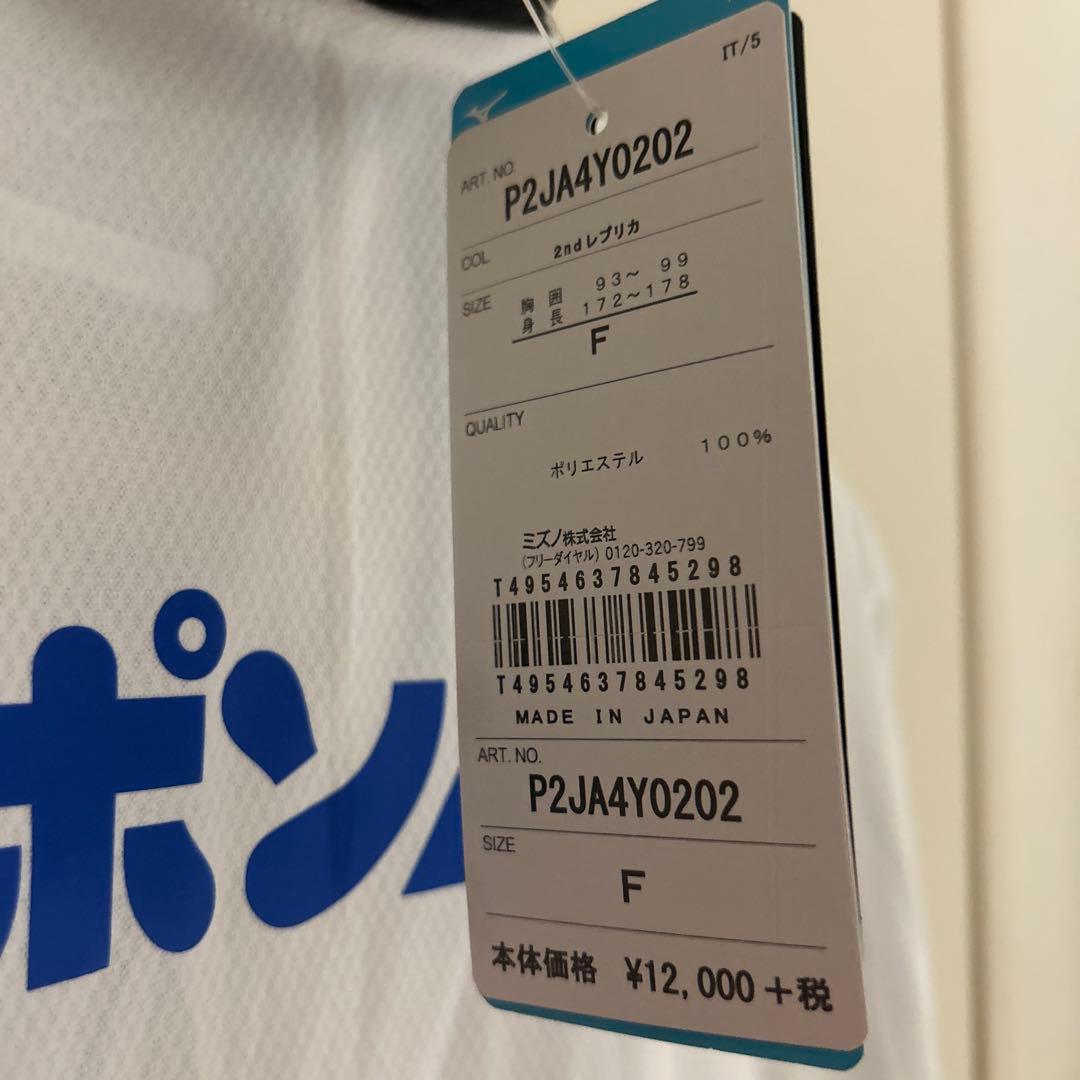 IT/5
ART. NO.
P2JA4Y0202
COL
2ndレプリカ
SIZE
胸囲 93～ 99
身長 172～178
F
QUALITY
ポリエステル 100%
ミズノ株式会社
(フリーダイヤル) 0120-320-799
T4954637845298
T4954637845298
MADE IN JAPAN
ART. NO.
P2JA4Y0202
SIZE
F
本体価格 ¥12,000+税
ポン